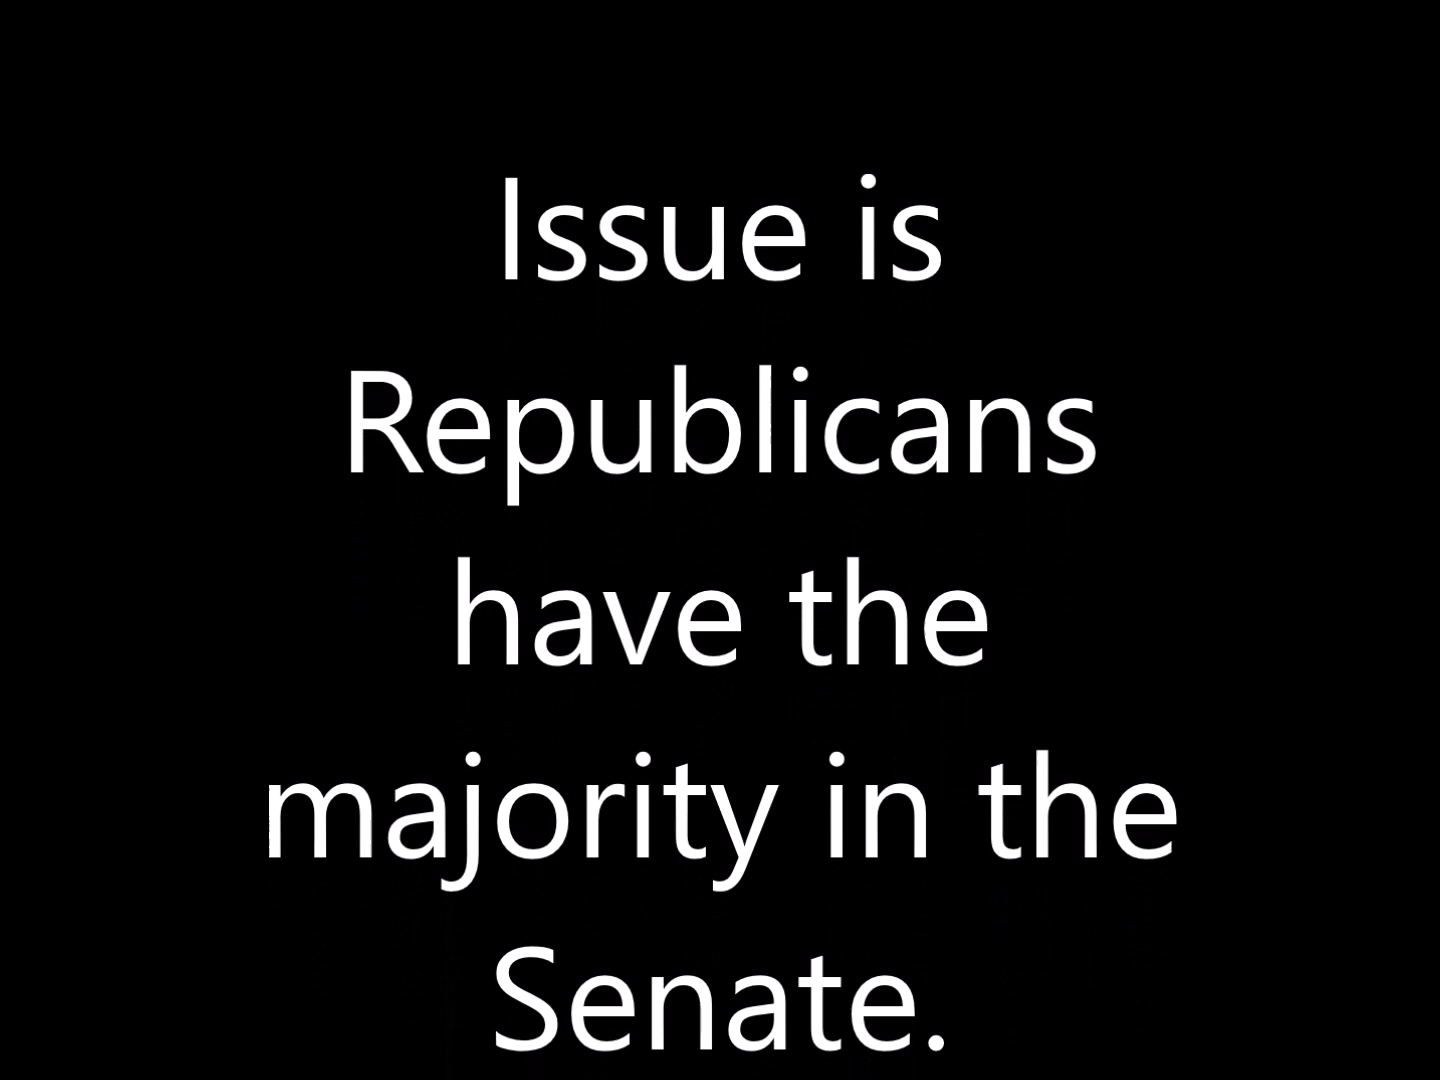 Issue is
Republicans
have the
majority in the
Senate.